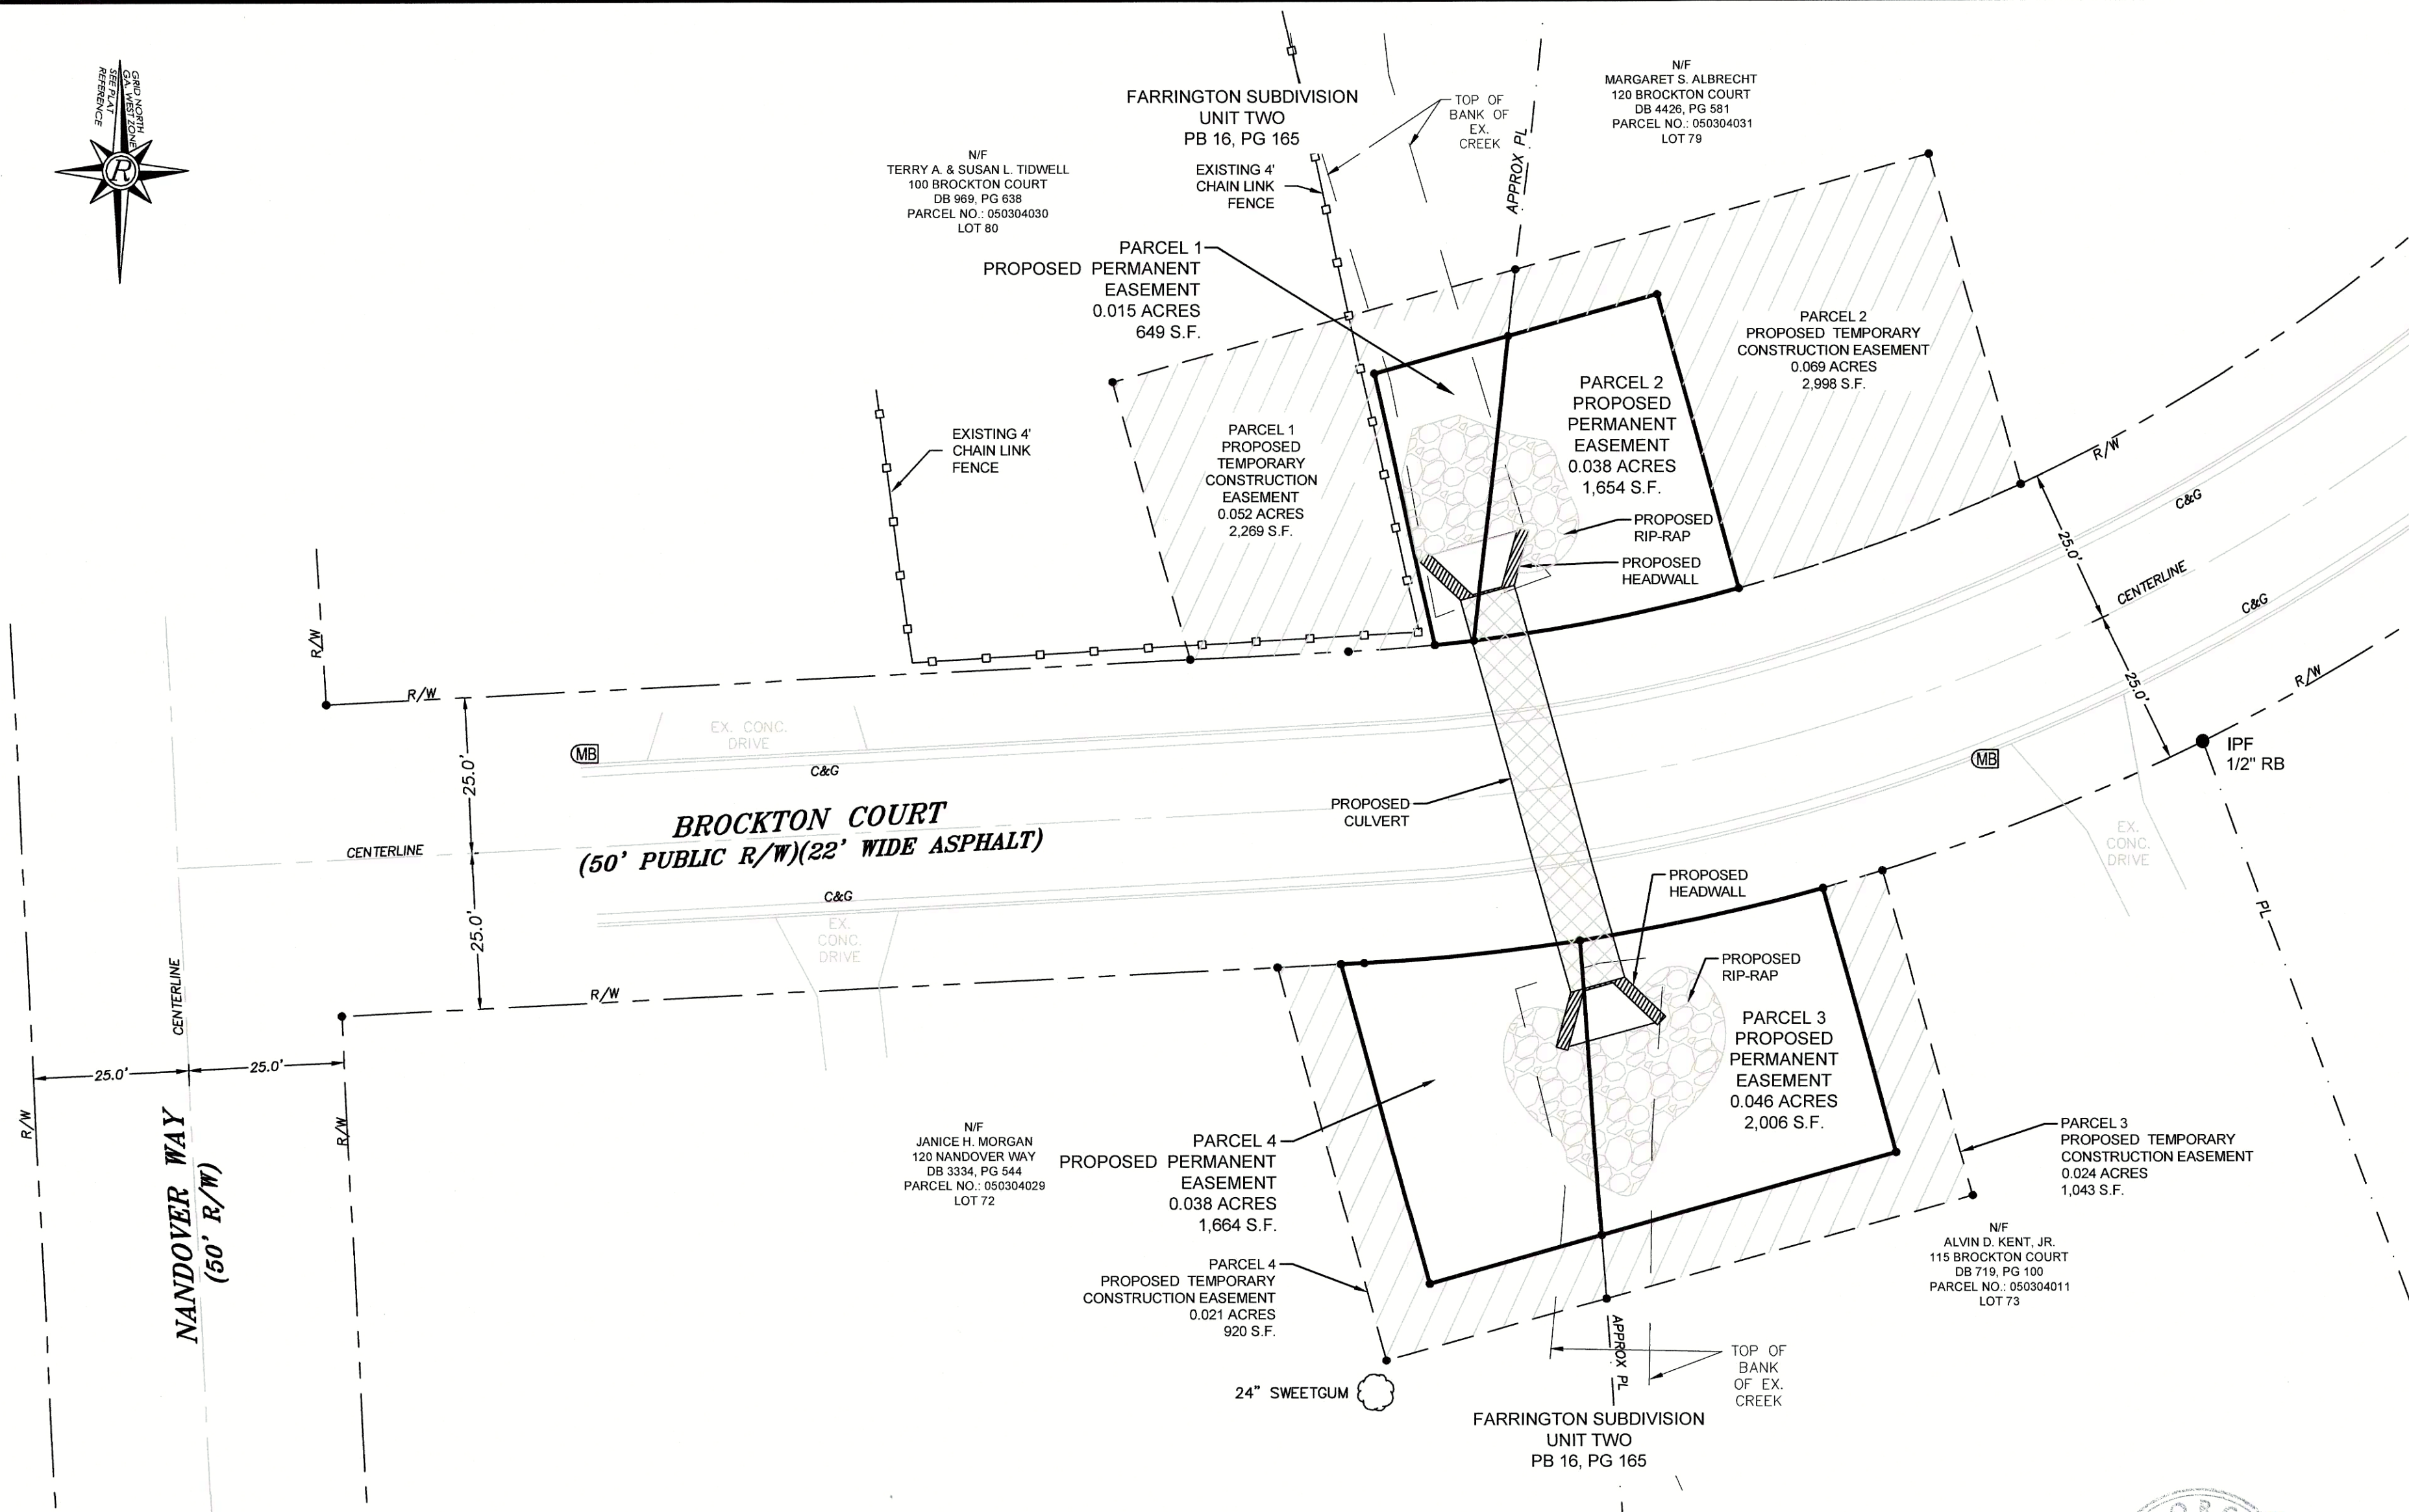 GRID NORTH
GA. WEST ZONE
SEE PLAT
REFERENCE
FARRINGTON SUBDIVISION
UNIT TWO
PB 16, PG 165
TOP OF
BANK OF
EX.
CREEK
APPROX PL
N/F
MARGARET S. ALBRECHT
120 BROCKTON COURT
DB 4426, PG 581
PARCEL NO.: 050304031
LOT 79
N/F
TERRY A. & SUSAN L. TIDWELL
100 BROCKTON COURT
DB 969, PG 638
PARCEL NO.: 050304030
LOT 80
EXISTING 4'
CHAIN LINK
FENCE
PARCEL 1
PROPOSED PERMANENT
EASEMENT
0.015 ACRES
649 S.F.
PARCEL 2
PROPOSED TEMPORARY
CONSTRUCTION EASEMENT
0.069 ACRES
2,998 S.F.
PARCEL 2
PROPOSED
PERMANENT
EASEMENT
0.038 ACRES
1,654 S.F.
EXISTING 4'
CHAIN LINK
FENCE
PARCEL 1
PROPOSED
TEMPORARY
CONSTRUCTION
EASEMENT
0.052 ACRES
2,269 S.F.
PROPOSED
RIP-RAP
PROPOSED
HEADWALL
R/W
C&G
25.0'
CENTERLINE
C&G
25.0'
R/W
R/W
R/W
EX. CONC.
DRIVE
MB
C&G
25.0'
BROCKTON COURT
(50' PUBLIC R/W)(22' WIDE ASPHALT)
CENTERLINE
PROPOSED
CULVERT
MB
IPF
1/2" RB
EX.
CONC.
DRIVE
PROPOSED
HEADWALL
C&G
EX.
CONC.
DRIVE
25.0'
R/W
PL
PROPOSED
RIP-RAP
PARCEL 3
PROPOSED
PERMANENT
EASEMENT
0.046 ACRES
2,006 S.F.
CENTERLINE
25.0'
25.0'
R/W
R/W
NANDOVER WAY
(50' R/W)
N/F
JANICE H. MORGAN
120 NANDOVER WAY
DB 3334, PG 544
PARCEL NO.: 050304029
LOT 72
PARCEL 4
PROPOSED PERMANENT
EASEMENT
0.038 ACRES
1,664 S.F.
PARCEL 3
PROPOSED TEMPORARY
CONSTRUCTION EASEMENT
0.024 ACRES
1,043 S.F.
N/F
ALVIN D. KENT, JR.
115 BROCKTON COURT
DB 719, PG 100
PARCEL NO.: 050304011
LOT 73
PARCEL 4
PROPOSED TEMPORARY
CONSTRUCTION EASEMENT
0.021 ACRES
920 S.F.
APPROX PL
TOP OF
BANK
OF EX.
CREEK
24" SWEETGUM
FARRINGTON SUBDIVISION
UNIT TWO
PB 16, PG 165